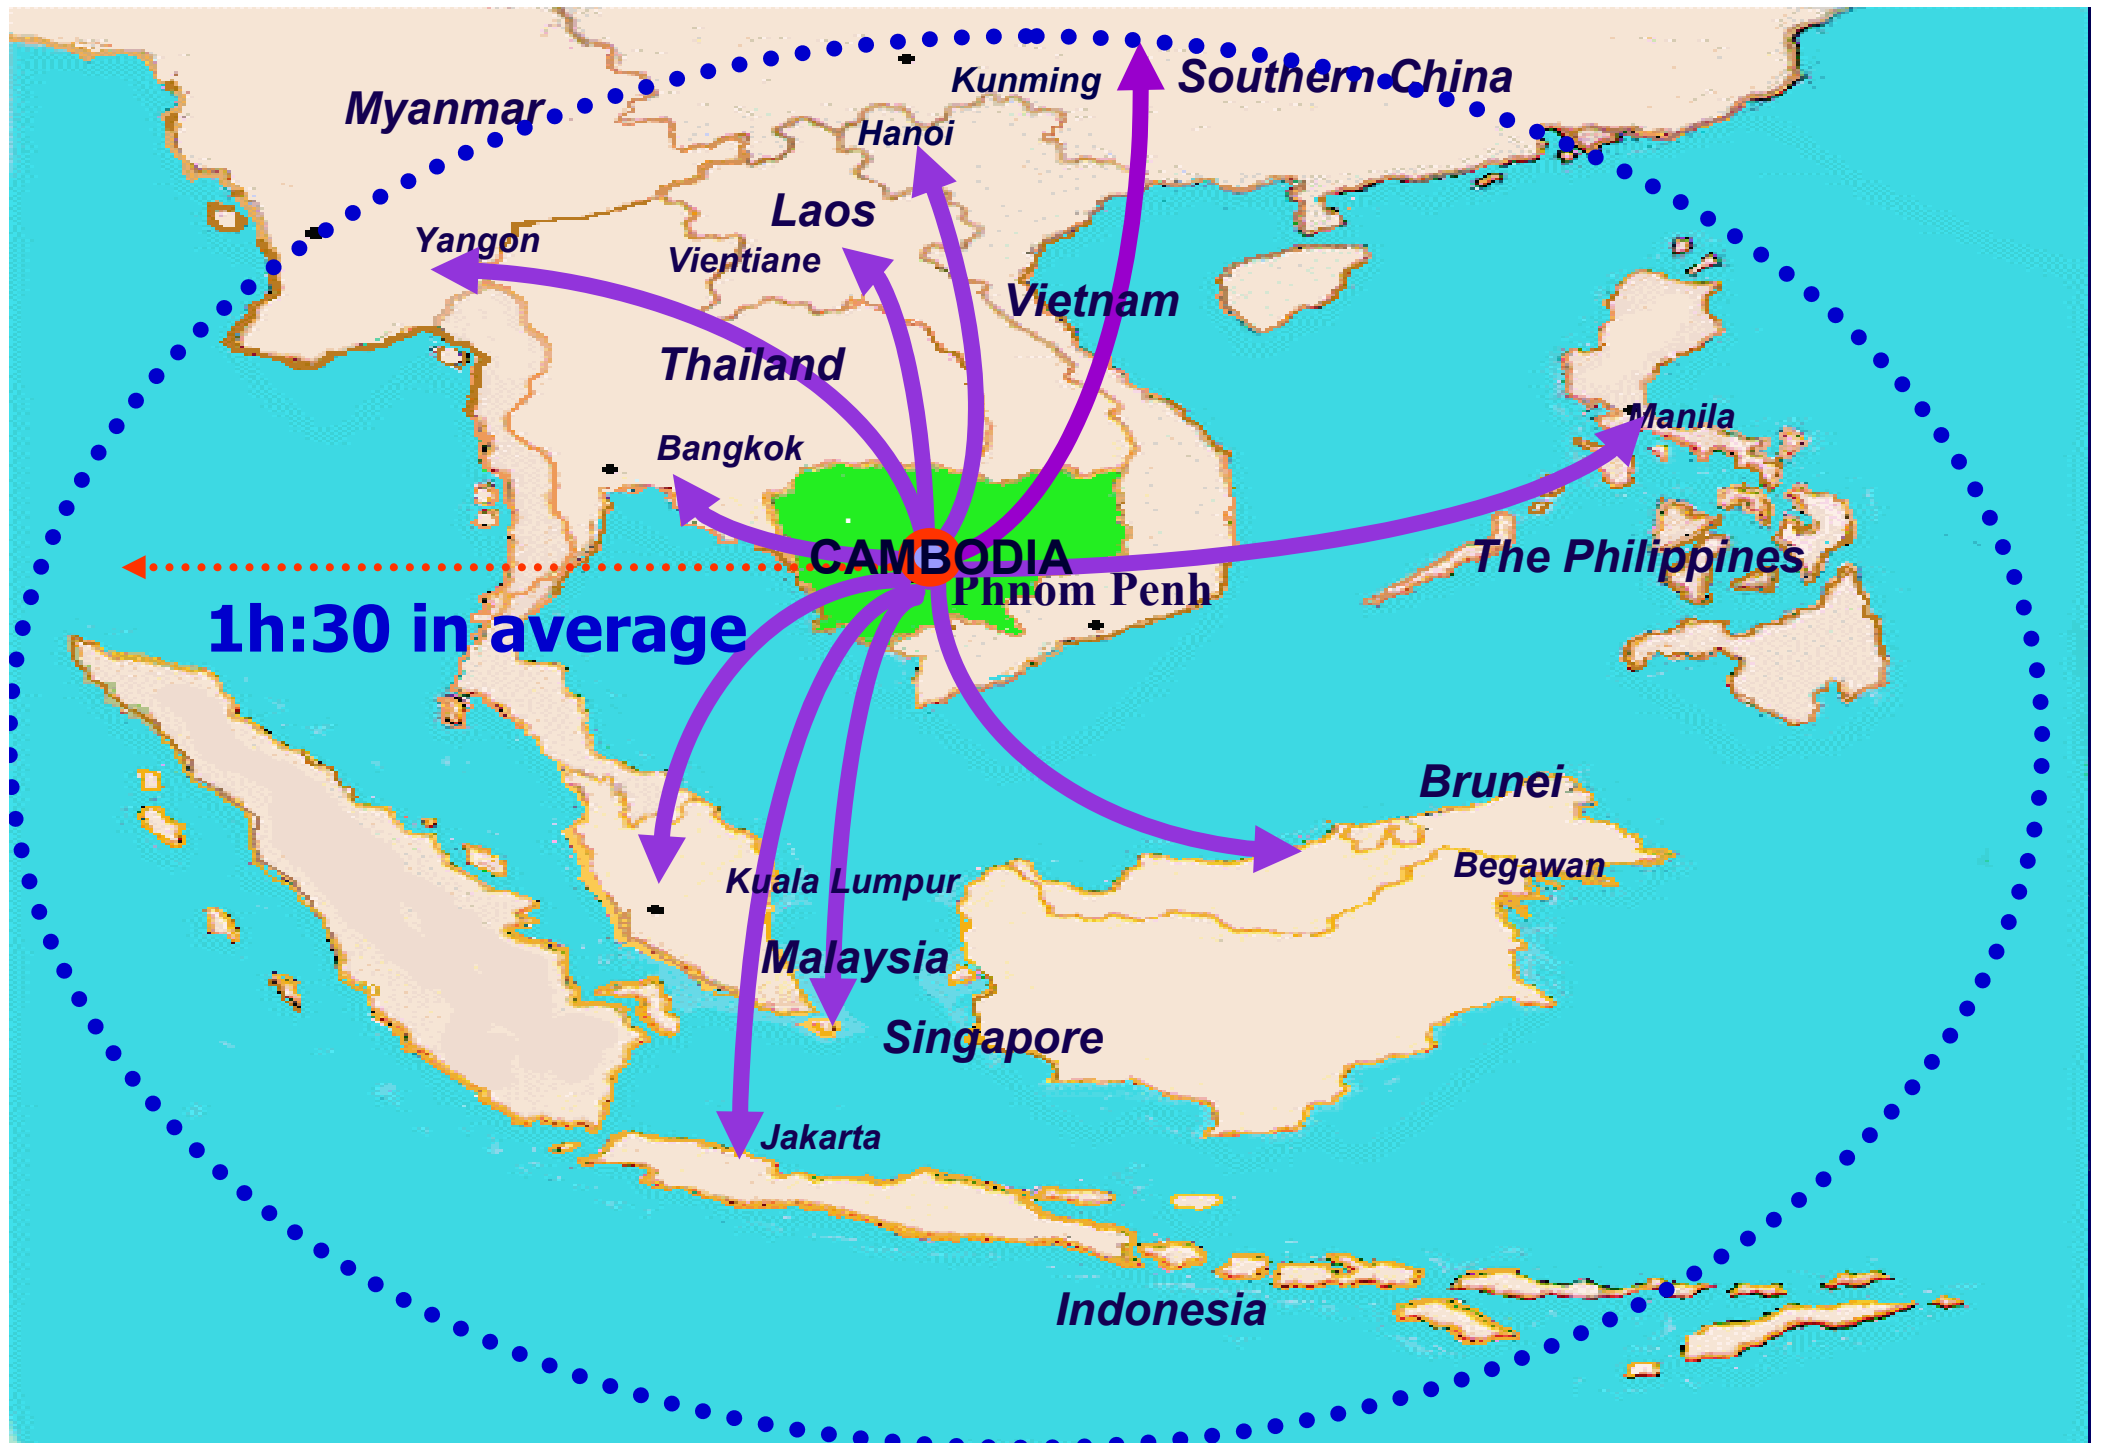 Kunming
Southern China
Myanmar
Hanoi
Laos
Yangon
Vientiane
Vietnam
Thailand
Manila
Bangkok
CAMBODIA
The Philippines
Phnom Penh
1h:30 in average
Brunei
Begawan
Kuala Lumpur
Malaysia
Singapore
Jakarta
Indonesia